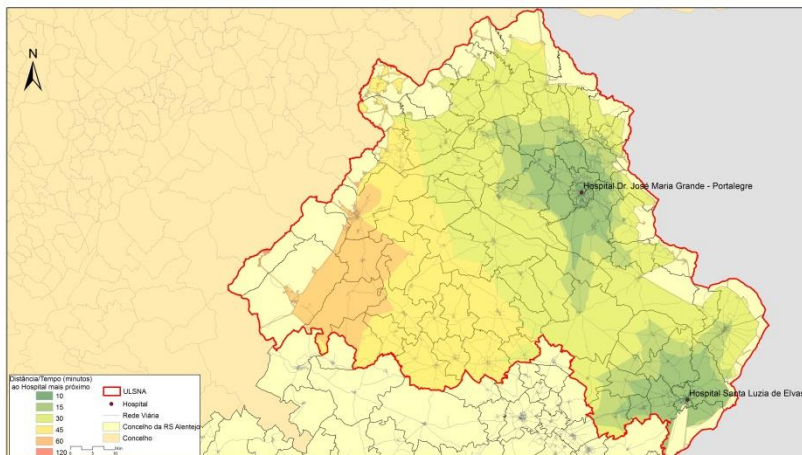 N
Hospital Dr. José Maria Grande - Portalegre
Hospital Santa Luzia de Elvas
Distância/Tempo (minutos)
ao Hospital mais próximo
10
15
30
45
60
120
ULSNA
Hospital
Rede Viária
Concelho da RS Alentejo
Concelho